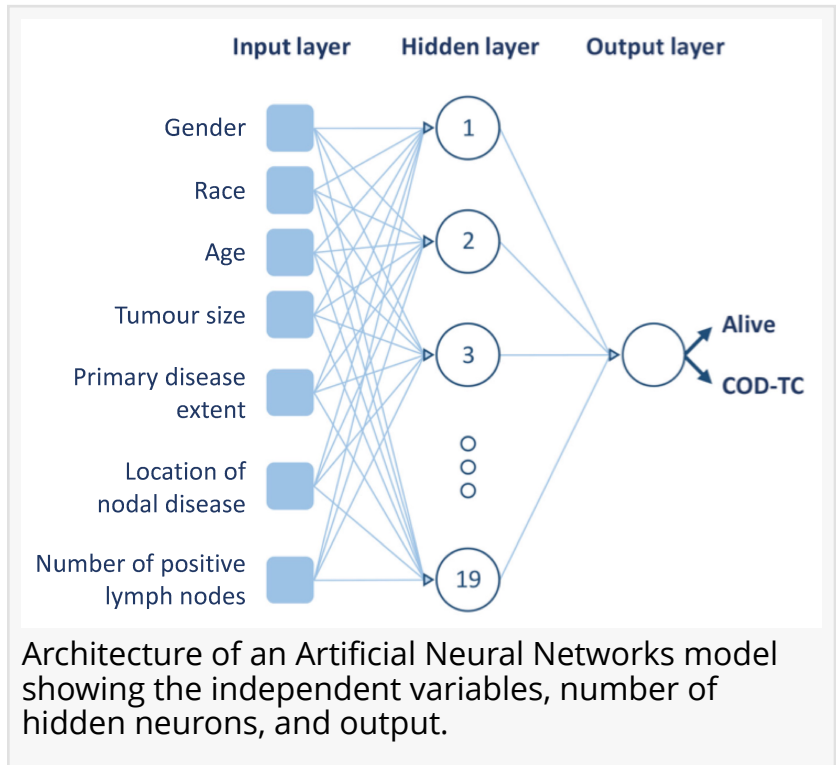 Input layer
Hidden layer
Output layer
Gender
Race
Age
Tumour size
Primary disease
extent
Location of
nodal disease
Number of positive
lymph nodes
1
2
3
19
Alive
COD-TC
Architecture of an Artificial Neural Networks model
showing the independent variables, number of
hidden neurons, and output.